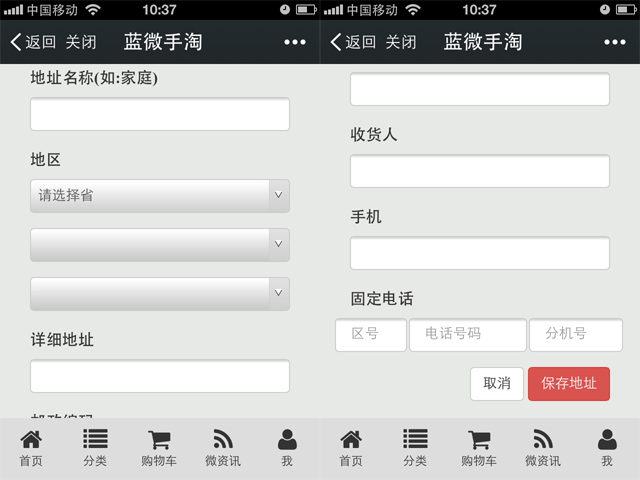 中国移动 10:37
返回 关闭 蓝微手淘
地址名称(如:家庭)
地区
请选择省
详细地址
邮政编码
首页 分类 购物车 微资讯 我
中国移动 10:37
返回 关闭 蓝微手淘
收货人
手机
固定电话
区号 电话号码 分机号
取消 保存地址
首页 分类 购物车 微资讯 我